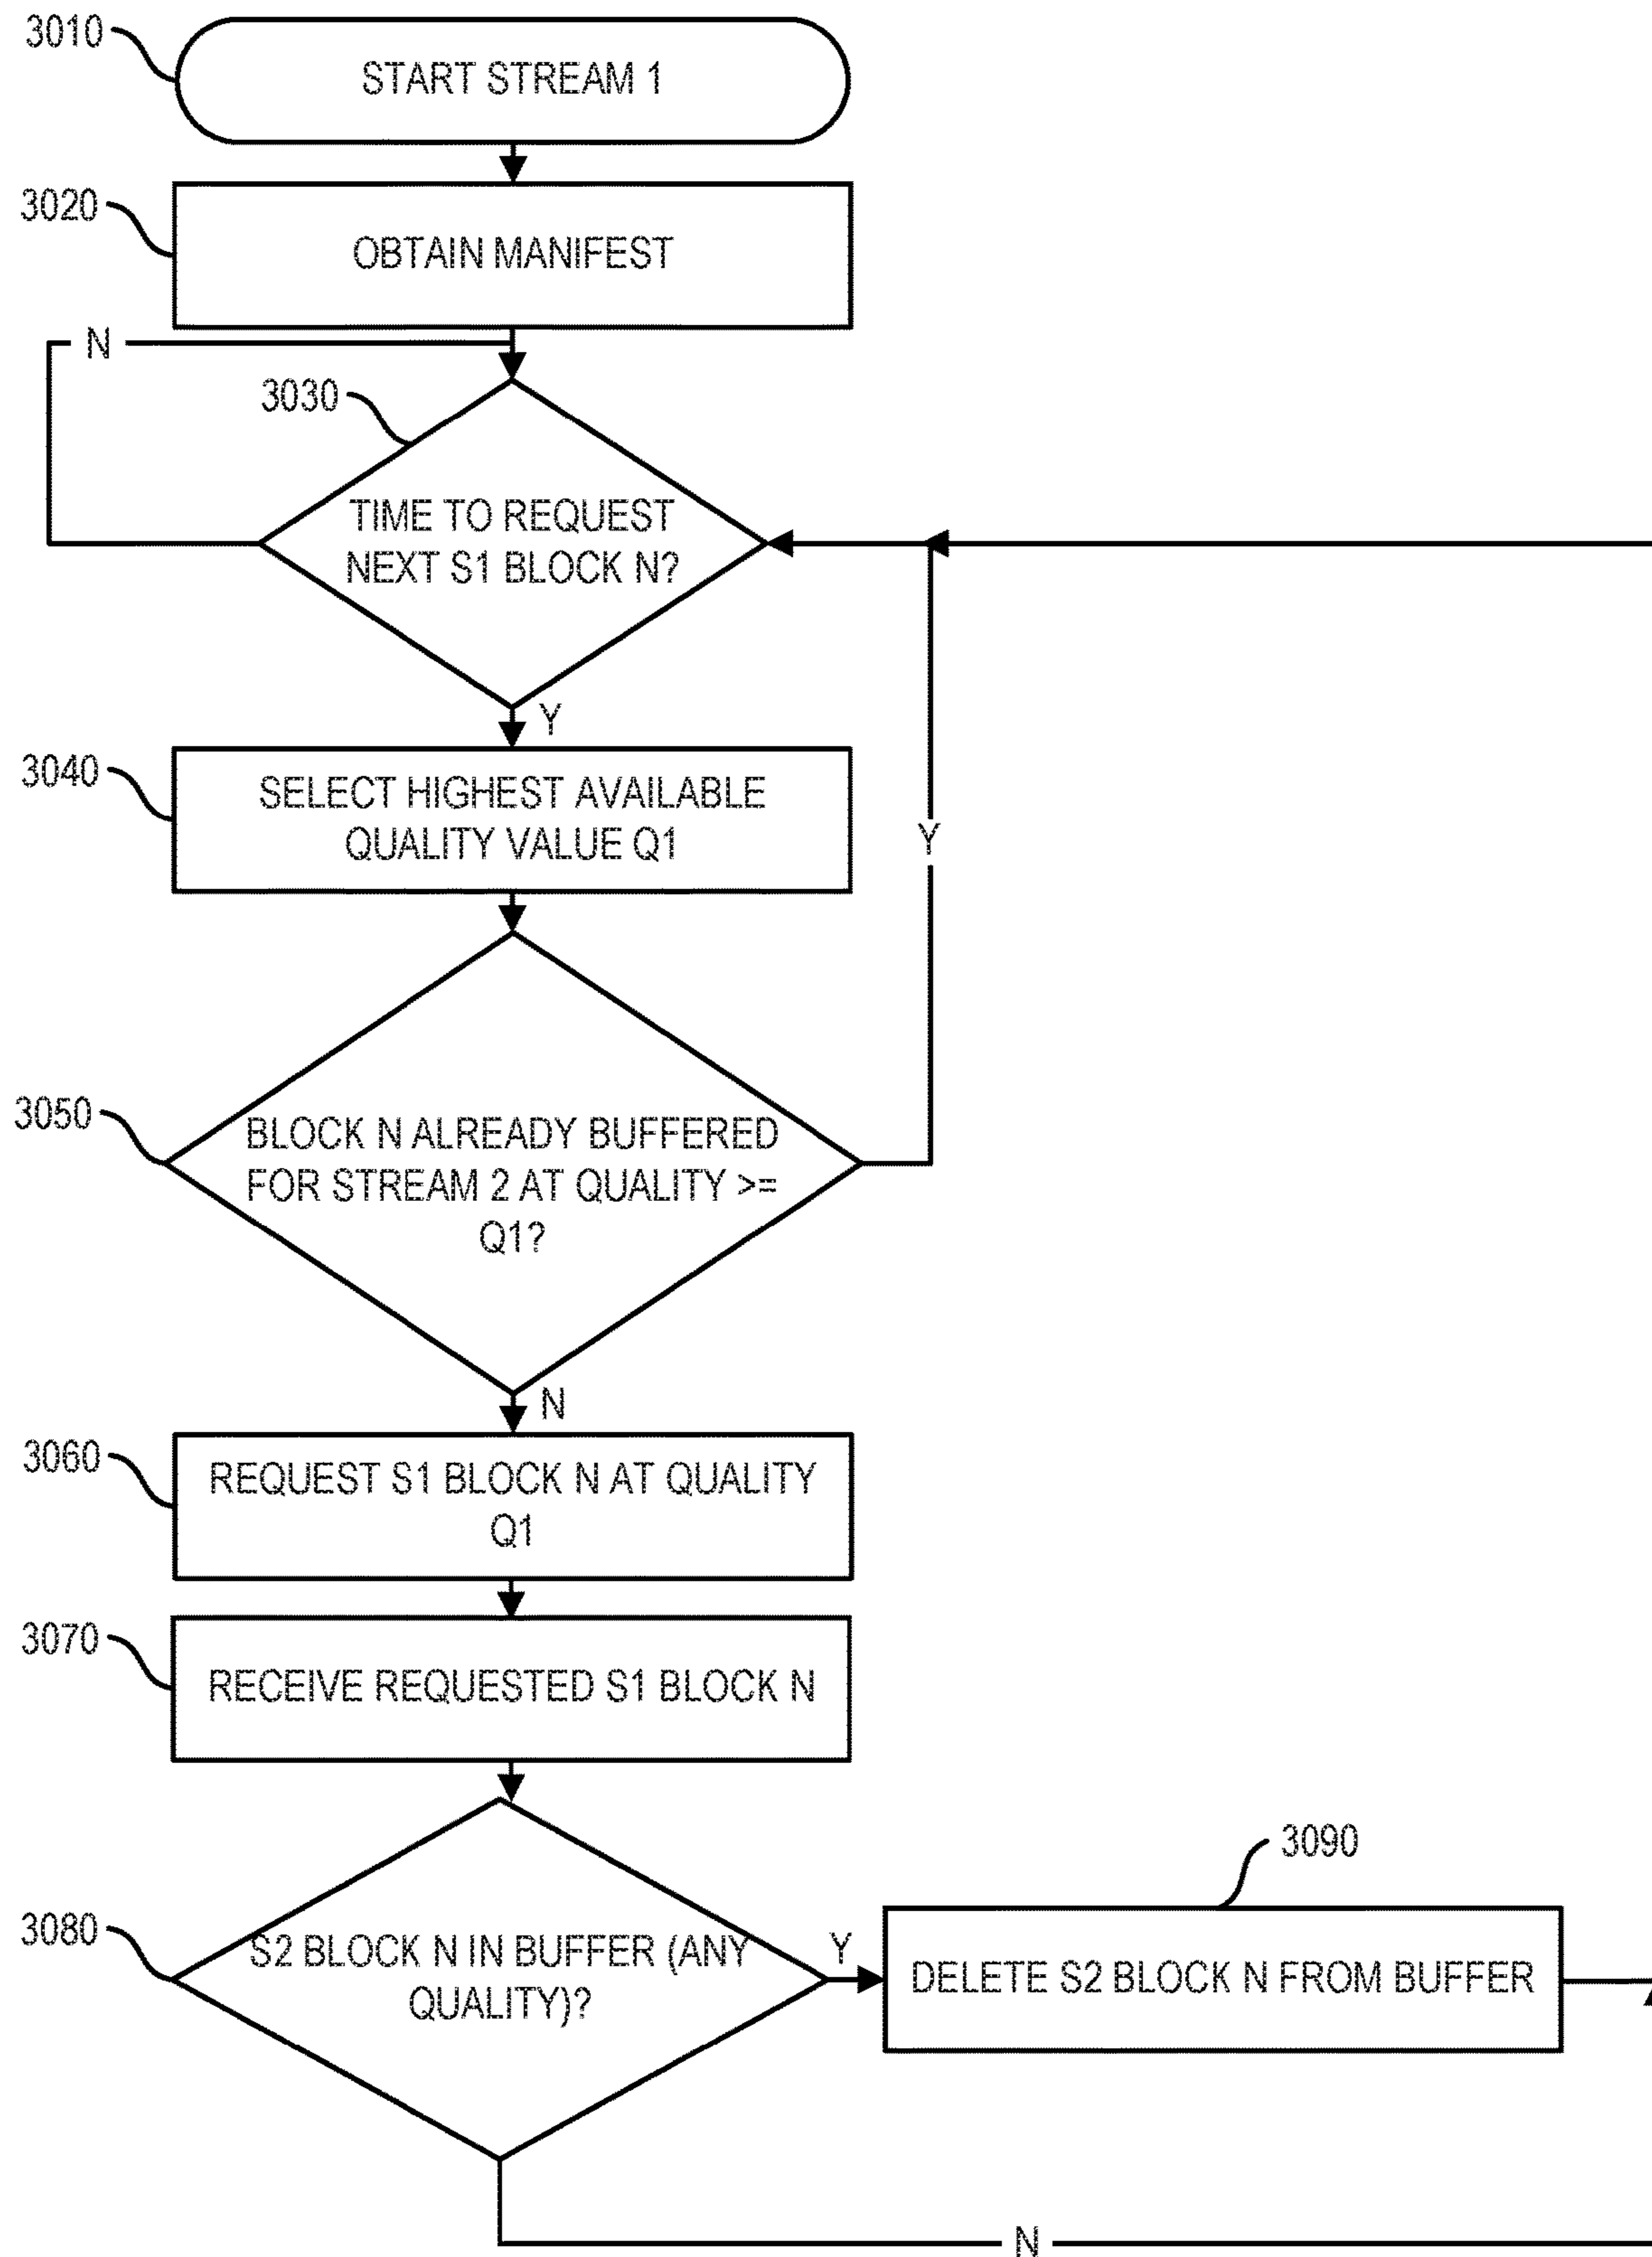 3010
START STREAM 1
3020
OBTAIN MANIFEST
N
3030
TIME TO REQUEST
NEXT S1 BLOCK N?
Y
3040
SELECT HIGHEST AVAILABLE
QUALITY VALUE Q1
Y
3050
BLOCK N ALREADY BUFFERED
FOR STREAM 2 AT QUALITY >=
Q1?
N
3060
REQUEST S1 BLOCK N AT QUALITY
Q1
3070
RECEIVE REQUESTED S1 BLOCK N
3080
S2 BLOCK N IN BUFFER (ANY
QUALITY)?
Y
3090
DELETE S2 BLOCK N FROM BUFFER
N